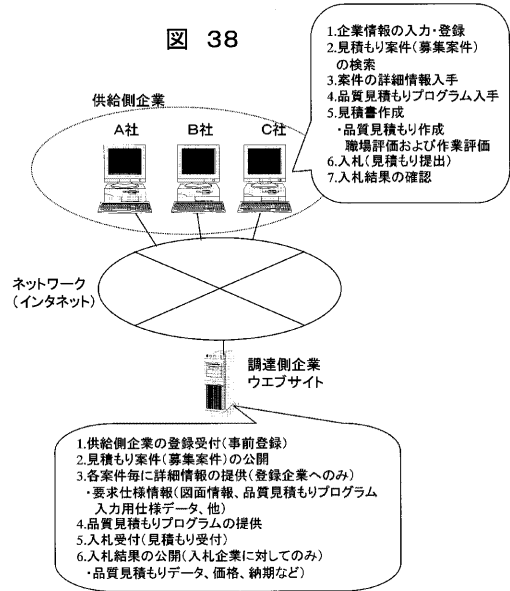 図 38
1.企業情報の入力・登録
2.見積もり案件(募集案件)
の検索
3.案件の詳細情報入手
4.品質見積もりプログラム入手
5.見積書作成
・品質見積もり作成
職場評価および作業評価
6.入札(見積もり提出)
7.入札結果の確認
供給側企業
A社 B社 C社
ネットワーク
(インタネット)
調達側企業
ウエブサイト
1.供給側企業の登録受付(事前登録)
2.見積もり案件(募集案件)の公開
3.各案件毎に詳細情報の提供(登録企業へのみ)
・要求仕様情報(図面情報、品質見積もりプログラム
入力用仕様データ、他)
4.品質見積もりプログラムの提供
5.入札受付(見積もり受付)
6.入札結果の公開(入札企業に対してのみ)
・品質見積もりデータ、価格、納期など)